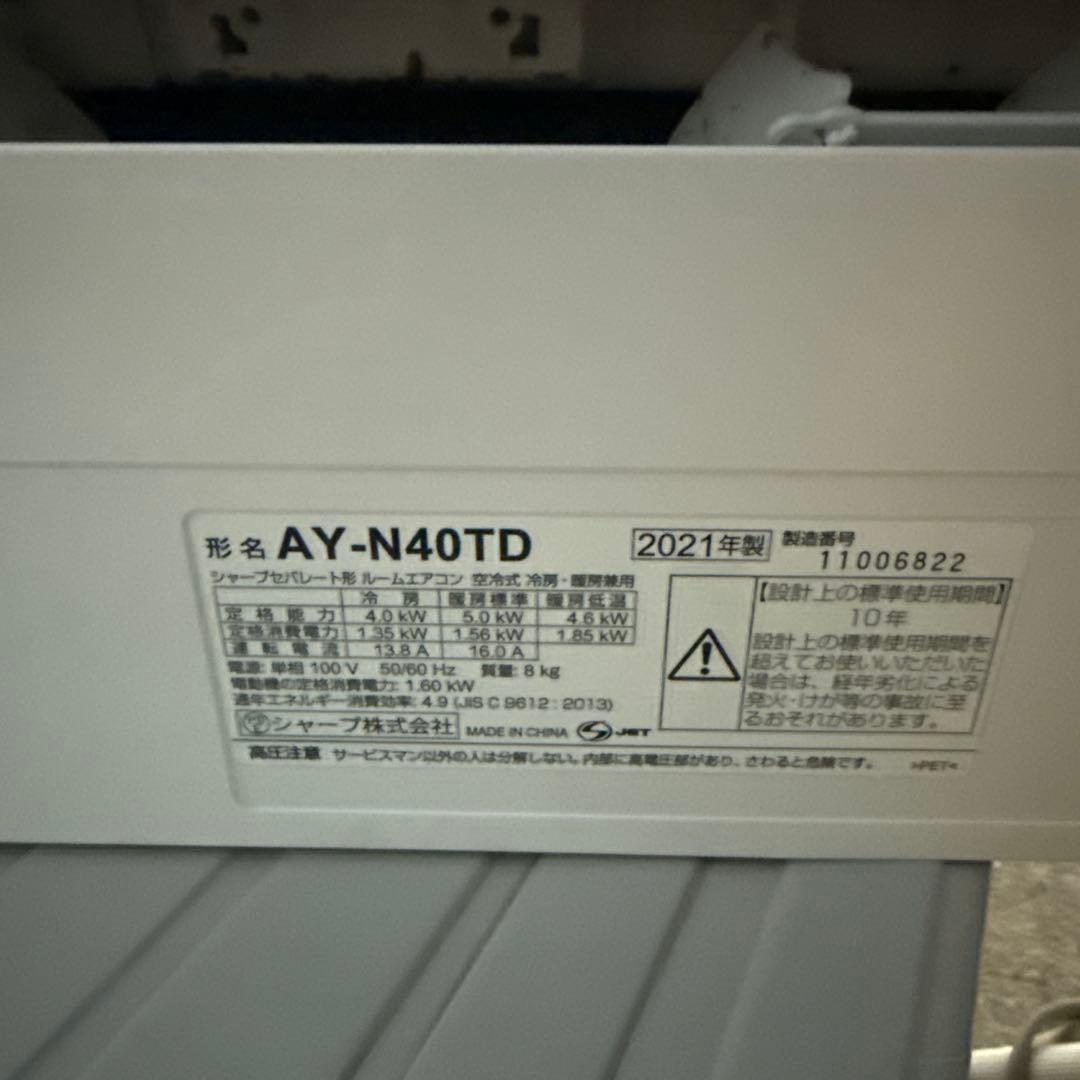 形名 AY-N40TD 2021年製 製造番号 11006822
シャープセパレート形 ルームエアコン 空冷式 冷房・暖房兼用
冷房 暖房標準 暖房低温
定格能力 4.0 kW 5.0 kW 4.6 kW
定格消費電力 1.35 kW 1.56 kW 1.85 kW
運転電流 13.8 A 16.0 A
電源: 単相 100 V 50/60 Hz 質量: 8 kg
電動機の定格消費電力: 1.60 kW
通年エネルギー消費効率: 4.9 (JIS C 9612 : 2013)
シャープ株式会社 MADE IN CHINA JET
【設計上の標準使用期間】
10年
設計上の標準使用期間を
超えてお使いいただいた
場合は、経年劣化による
発火・けが等の事故に至
るおそれがあります。
高圧注意 サービスマン以外の人は分解しない。内部に高電圧部があり、さわると危険です。 >PET<